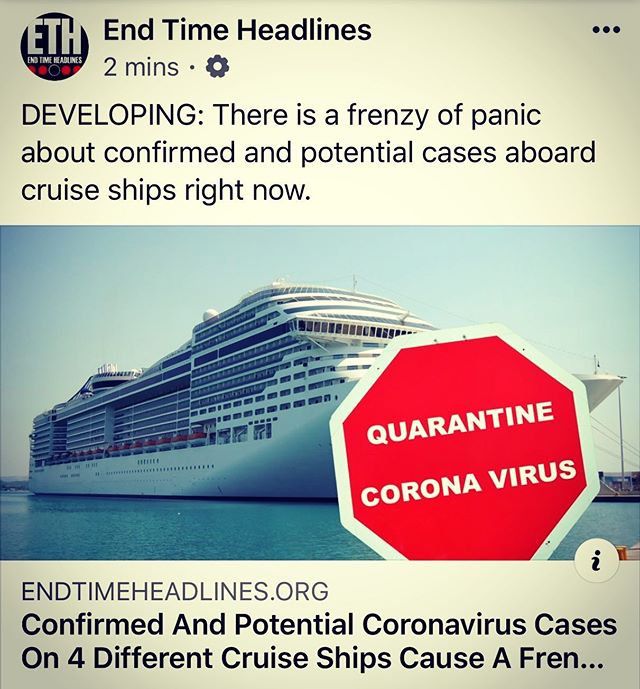 ETH
END TIME HEADLINES
End Time Headlines
2 mins ·
DEVELOPING: There is a frenzy of panic
about confirmed and potential cases aboard
cruise ships right now.
QUARANTINE
CORONA VIRUS
i
ENDTIMEHEADLINES.ORG
Confirmed And Potential Coronavirus Cases
On 4 Different Cruise Ships Cause A Fren...